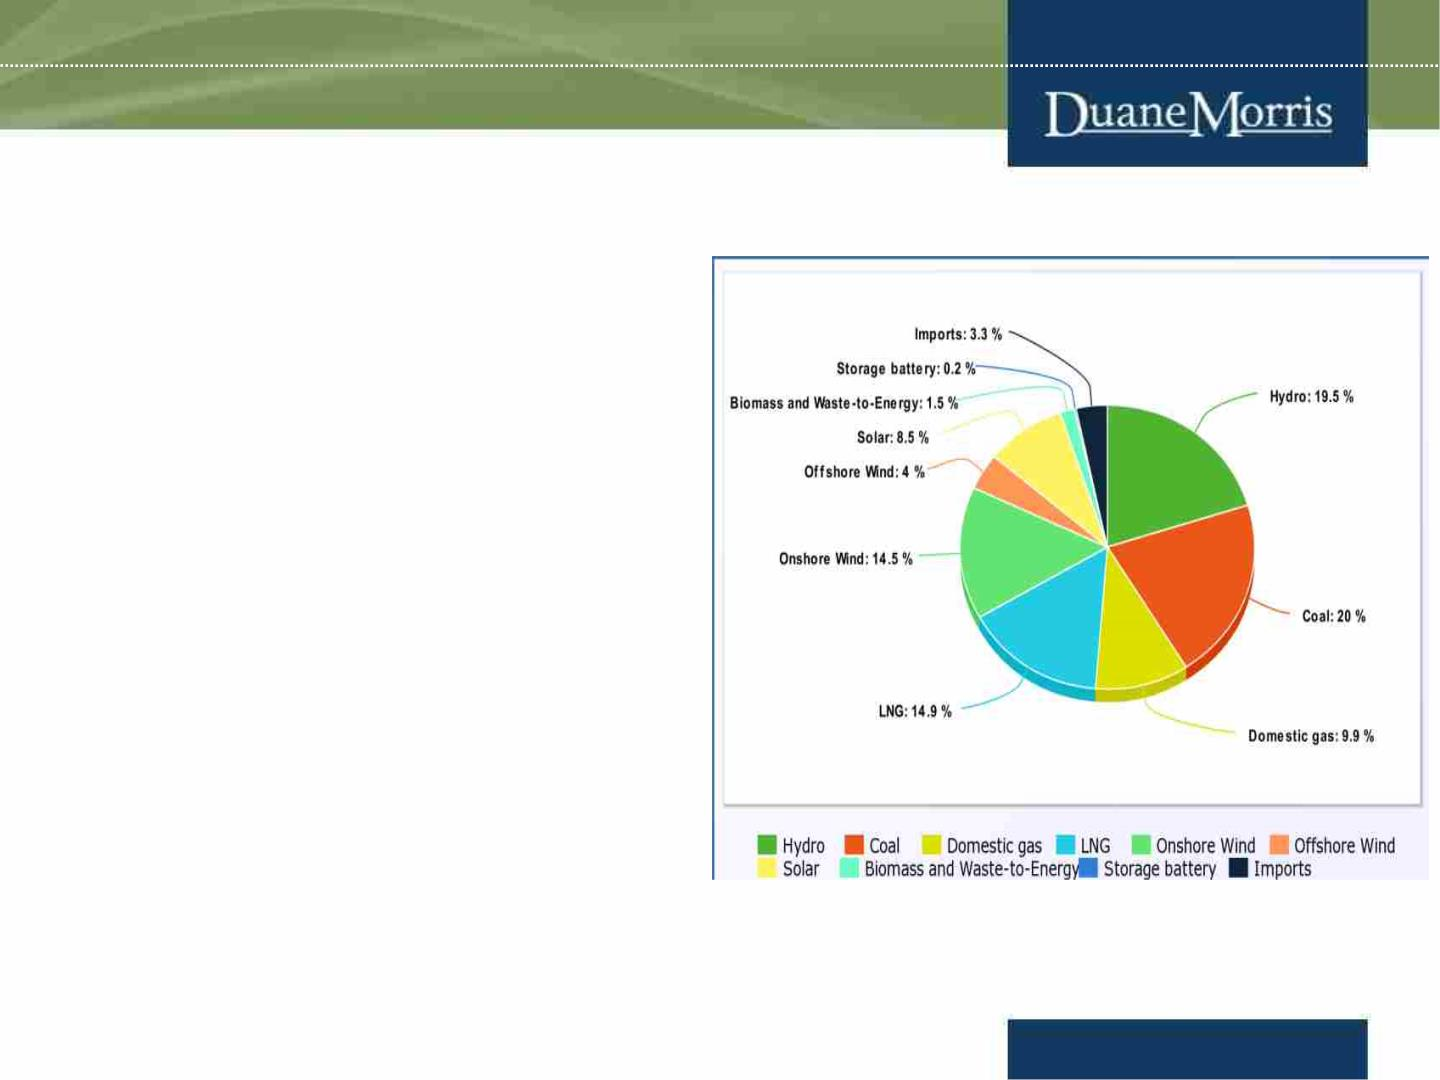 DuaneMorris
Imports: 3.3 %
Storage battery: 0.2 %
Hydro: 19.5 %
Biomass and Waste-to-Energy: 1.5 %
Solar: 8.5 %
Offshore Wind: 4 %
Onshore Wind: 14.5 %
Coal: 20 %
LNG: 14.9 %
Domestic gas: 9.9 %
Hydro Coal Domestic gas LNG Onshore Wind Offshore Wind
Solar Biomass and Waste-to-Energy Storage battery Imports